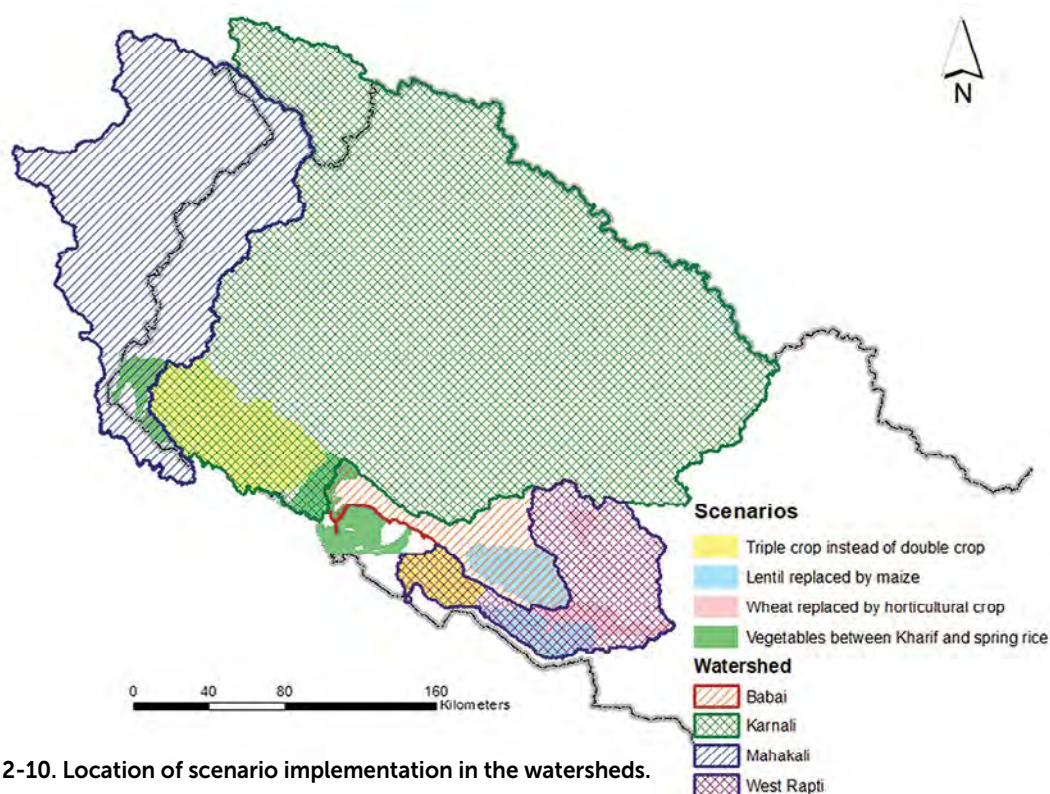 N
Scenarios
Triple crop instead of double crop
Lentil replaced by maize
Wheat replaced by horticultural crop
Vegetables between Kharif and spring rice
Watershed
Babai
Karnali
Mahakali
West Rapti
0 40 80 160
Kilometers
2-10. Location of scenario implementation in the watersheds.